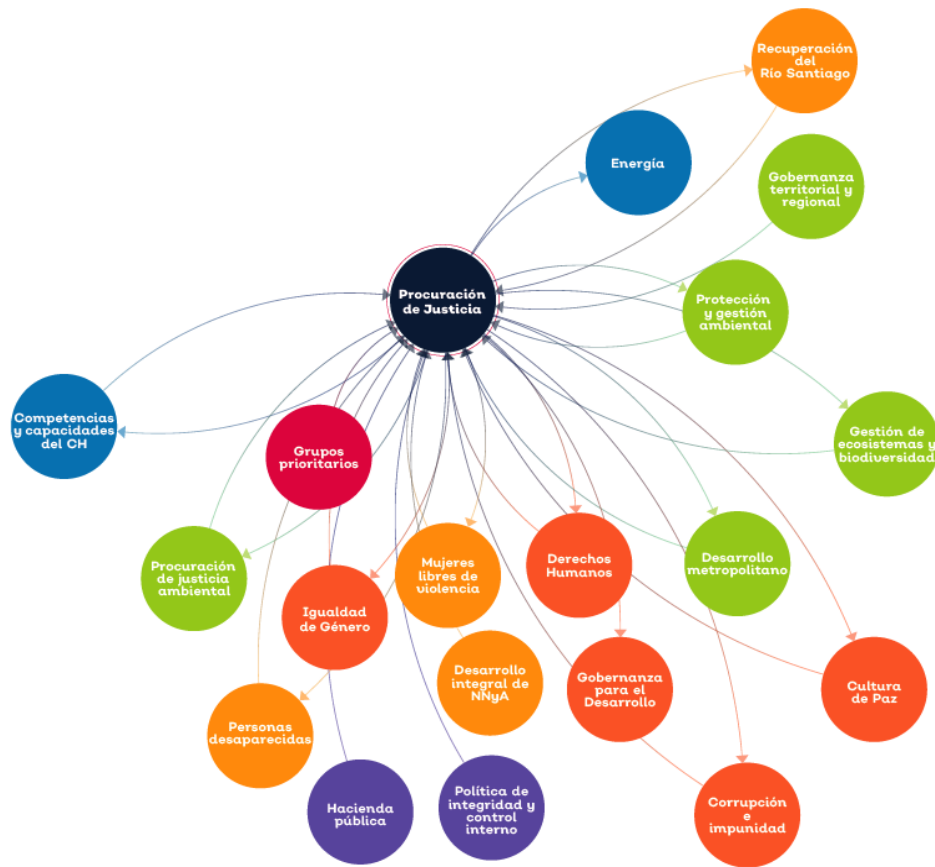 Recuperación
del
Río Santiago
Energía
Gobernanza
territorial y
regional
Procuración
de Justicia
Protección
y gestión
ambiental
Competencias
y capacidades
del CH
Grupos
prioritarios
Gestión de
ecosistemas y
biodiversidad
Procuración
de justicia
ambiental
Mujeres
libres de
violencia
Derechos
Humanos
Desarrollo
metropolitano
Igualdad
de Género
Desarrollo
integral de
NNyA
Gobernanza
para el
Desarrollo
Cultura
de Paz
Personas
desaparecidas
Hacienda
pública
Política de
integridad y
control
interno
Corrupción
e
impunidad